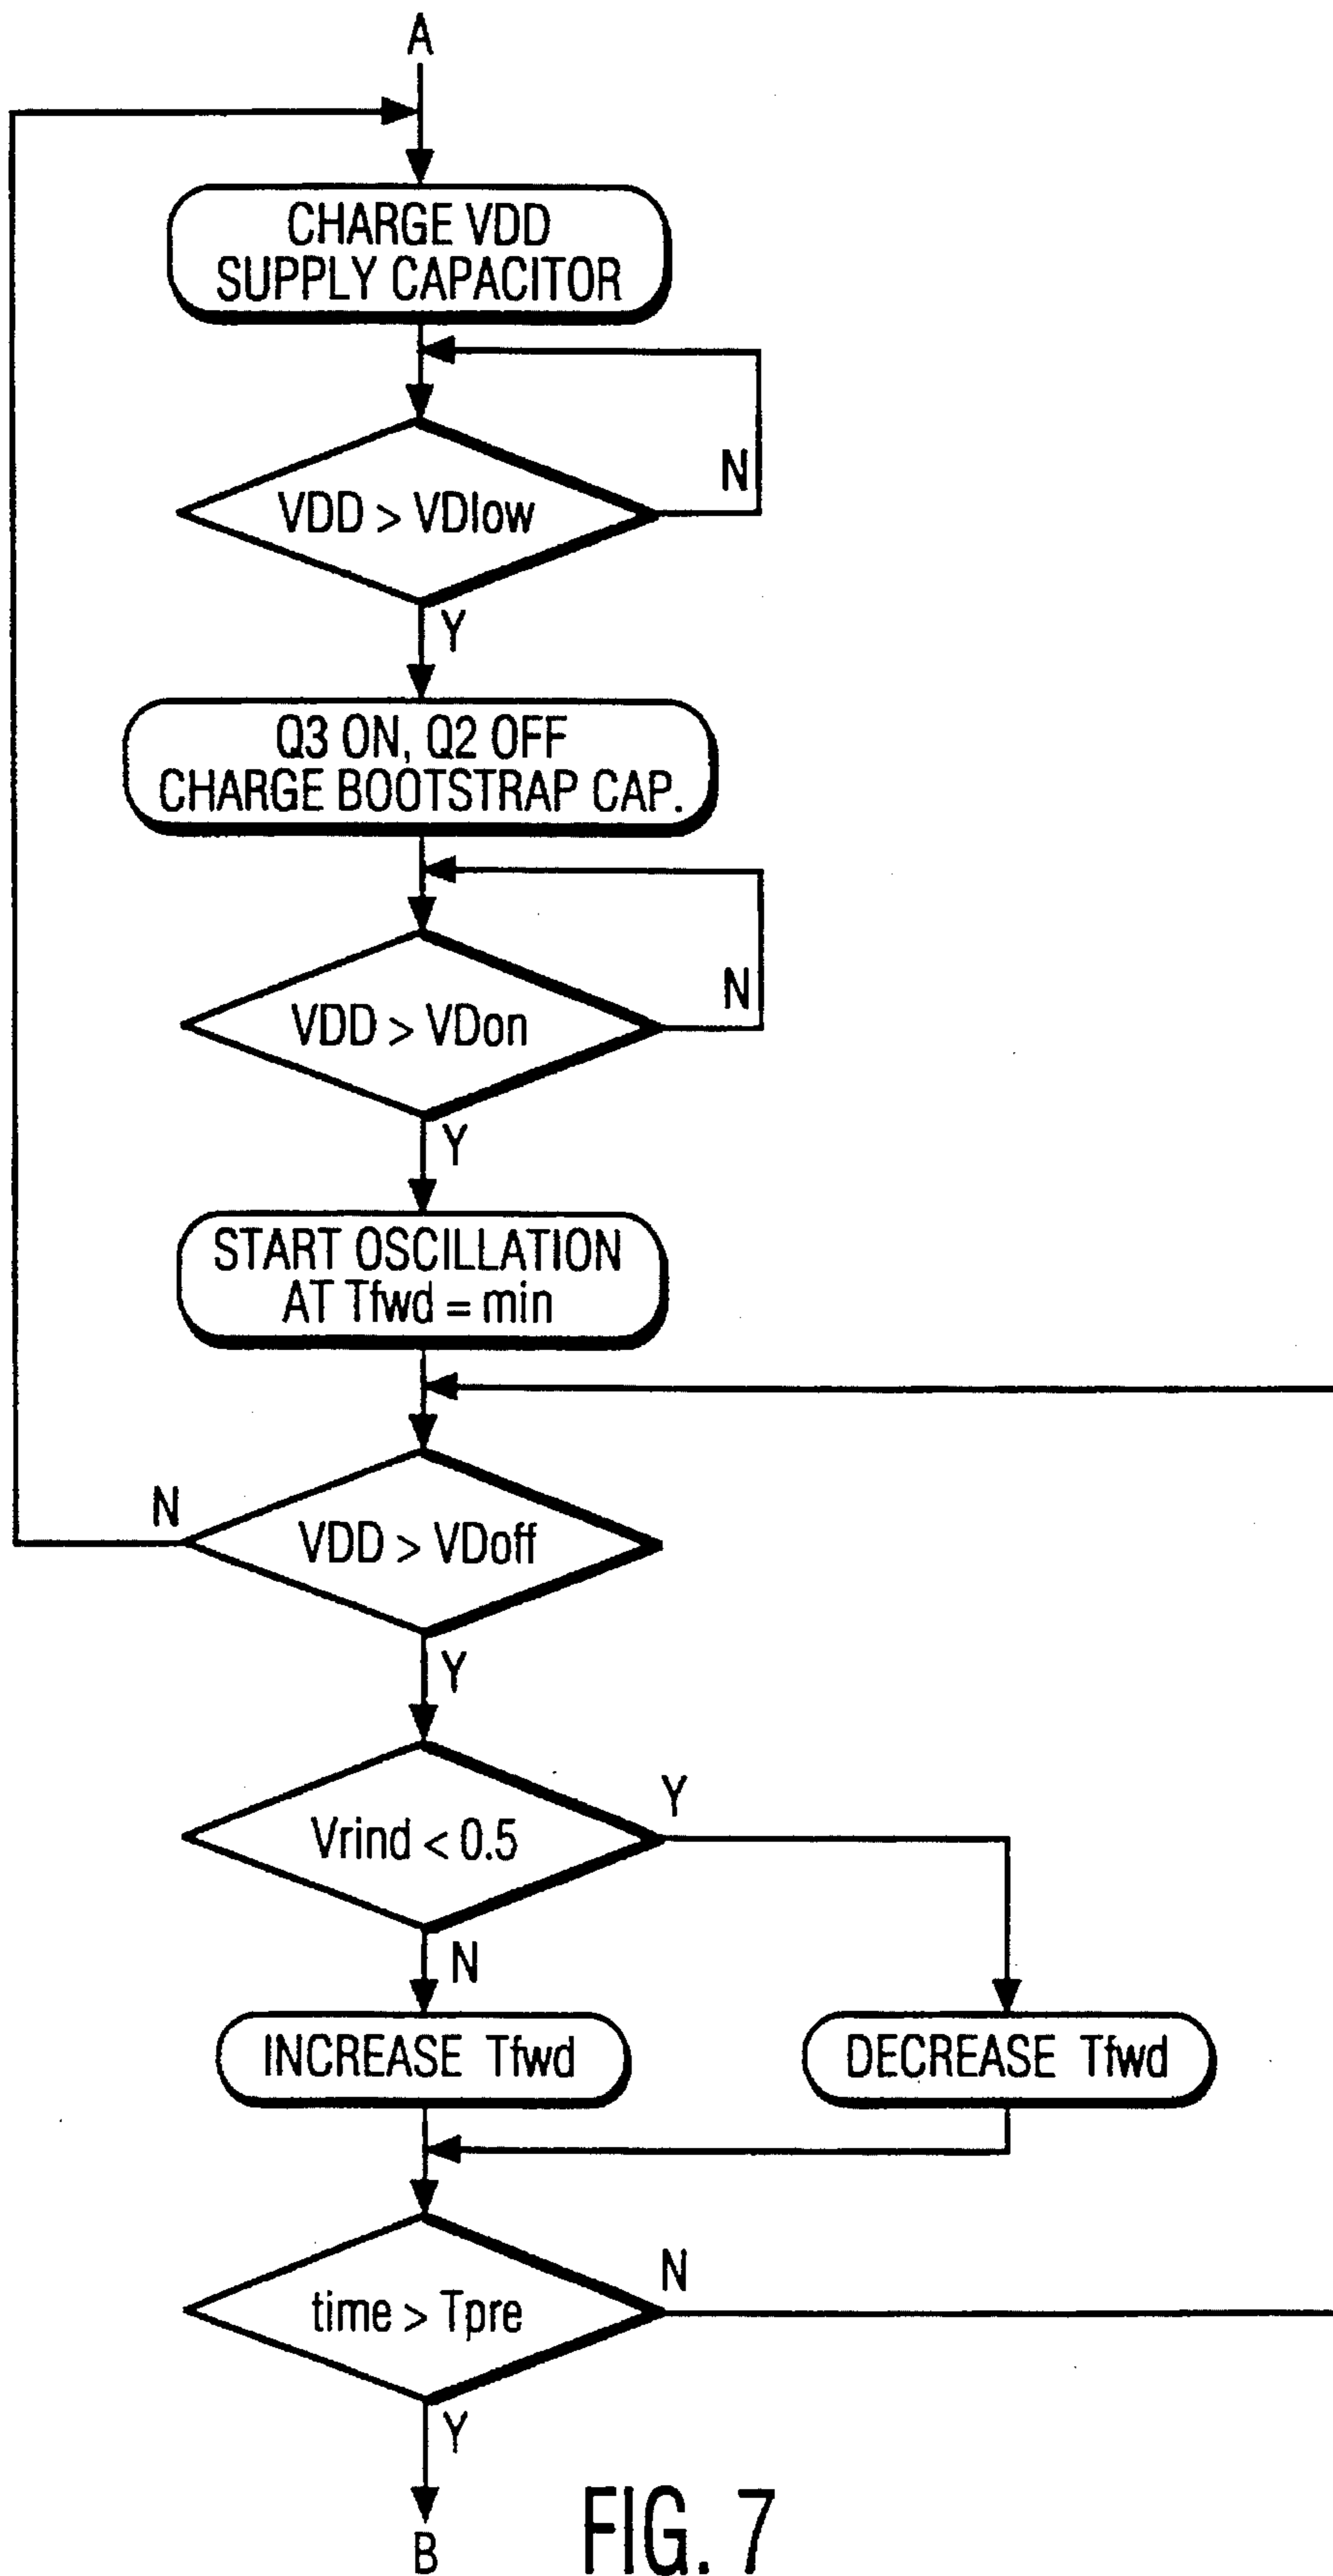 A
CHARGE VDD
SUPPLY CAPACITOR
N
VDD > VDlow
Y
Q3 ON, Q2 OFF
CHARGE BOOTSTRAP CAP.
N
VDD > VDon
Y
START OSCILLATION
AT Tfwd = min
N
VDD > VDoff
Y
Y
Vrind < 0.5
N
INCREASE Tfwd
DECREASE Tfwd
N
time > Tpre
Y
B
FIG. 7